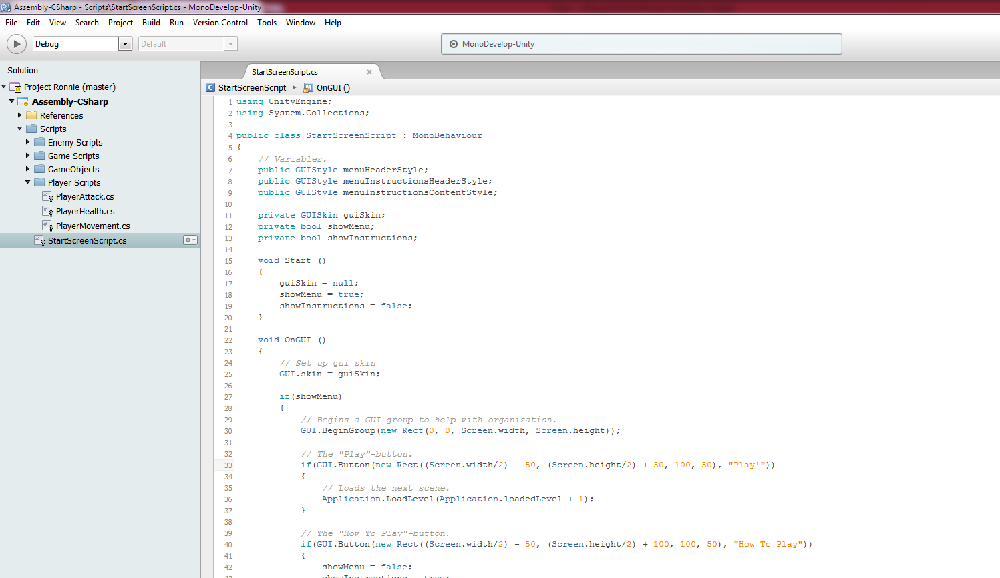 Assembly-CSharp - Scripts\StartScreenScript.cs - MonoDevelop-Unity
File Edit View Search Project Build Run Version Control Tools Window Help
Debug Default MonoDevelop-Unity
Solution
Project Ronnie (master)
Assembly-CSharp
References
Scripts
Enemy Scripts
Game Scripts
GameObjects
Player Scripts
PlayerAttack.cs
PlayerHealth.cs
PlayerMovement.cs
StartScreenScript.cs
StartScreenScript.cs
StartScreenScript OnGUI ()
1 using UnityEngine;
2 using System.Collections;
3
4 public class StartScreenScript : MonoBehaviour
5 {
6 // Variables.
7 public GUIStyle menuHeaderStyle;
8 public GUIStyle menuInstructionsHeaderStyle;
9 public GUIStyle menuInstructionsContentStyle;
10
11 private GUISkin guiSkin;
12 private bool showMenu;
13 private bool showInstructions;
14
15 void Start ()
16 {
17 guiSkin = null;
18 showMenu = true;
19 showInstructions = false;
20 }
21
22 void OnGUI ()
23 {
24 // Set up gui skin
25 GUI.skin = guiSkin;
26
27 if(showMenu)
28 {
29 // Begins a GUI-group to help with organization.
30 GUI.BeginGroup(new Rect(0, 0, Screen.width, Screen.height));
31
32 // The "Play"-button.
33 if(GUI.Button(new Rect((Screen.width/2) - 50, (Screen.height/2) + 50, 100, 50), "Play!"))
34 {
35 // Loads the next scene.
36 Application.LoadLevel(Application.loadedLevel + 1);
37 }
38
39 // The "How To Play"-button.
40 if(GUI.Button(new Rect((Screen.width/2) - 50, (Screen.height/2) + 100, 100, 50), "How To Play"))
41 {
42 showMenu = false;
43 showInstructions = true;